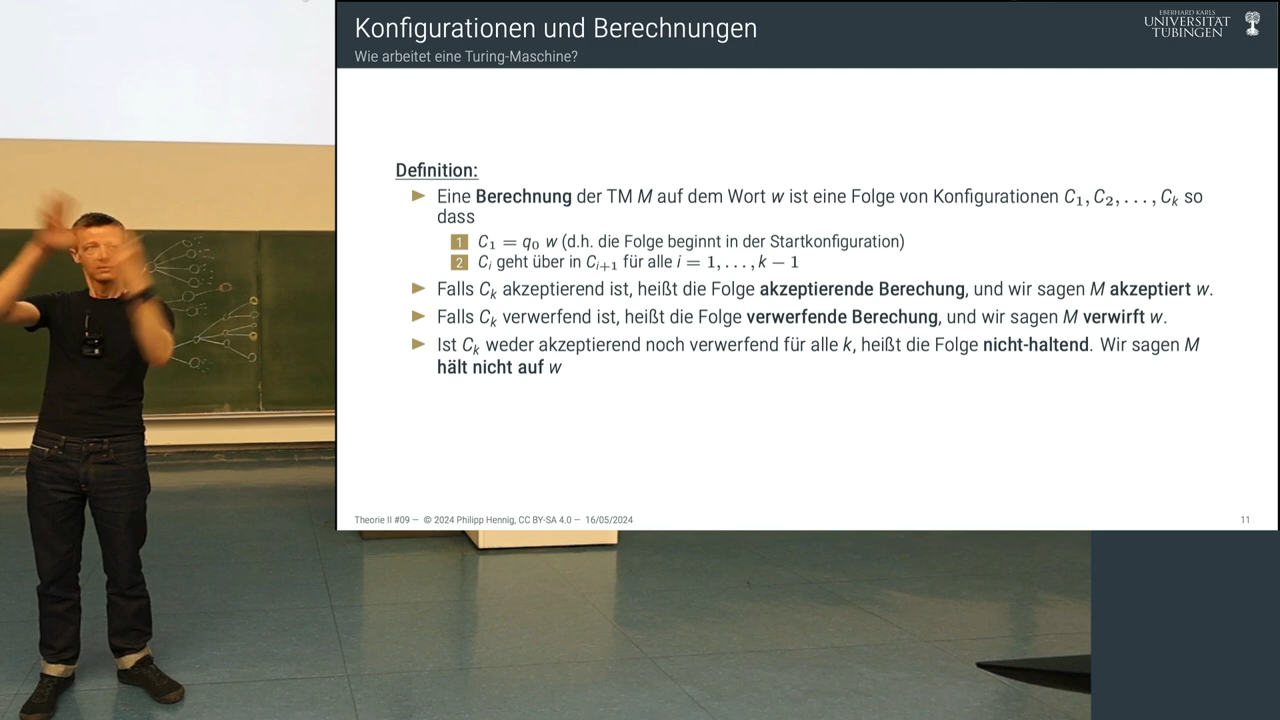 Konfigurationen und Berechnungen
Wie arbeitet eine Turing-Maschine?
EBERHARD KARLS
UNIVERSITÄT
TÜBINGEN
Definition:
Eine Berechnung der TM M auf dem Wort w ist eine Folge von Konfigurationen C₁, C₂, . . . , Cₖ so
dass
1 C₁ = q₀ w (d.h. die Folge beginnt in der Startkonfiguration)
2 Cᵢ geht über in Cᵢ₊₁ für alle i = 1, . . . , k − 1
Falls Cₖ akzeptierend ist, heißt die Folge akzeptierende Berechung, und wir sagen M akzeptiert w.
Falls Cₖ verwerfend ist, heißt die Folge verwerfende Berechung, und wir sagen M verwirft w.
Ist Cₖ weder akzeptierend noch verwerfend für alle k, heißt die Folge nicht-haltend. Wir sagen M
hält nicht auf w
Theorie II #09 — © 2024 Philipp Hennig, CC BY-SA 4.0 — 16/05/2024
11